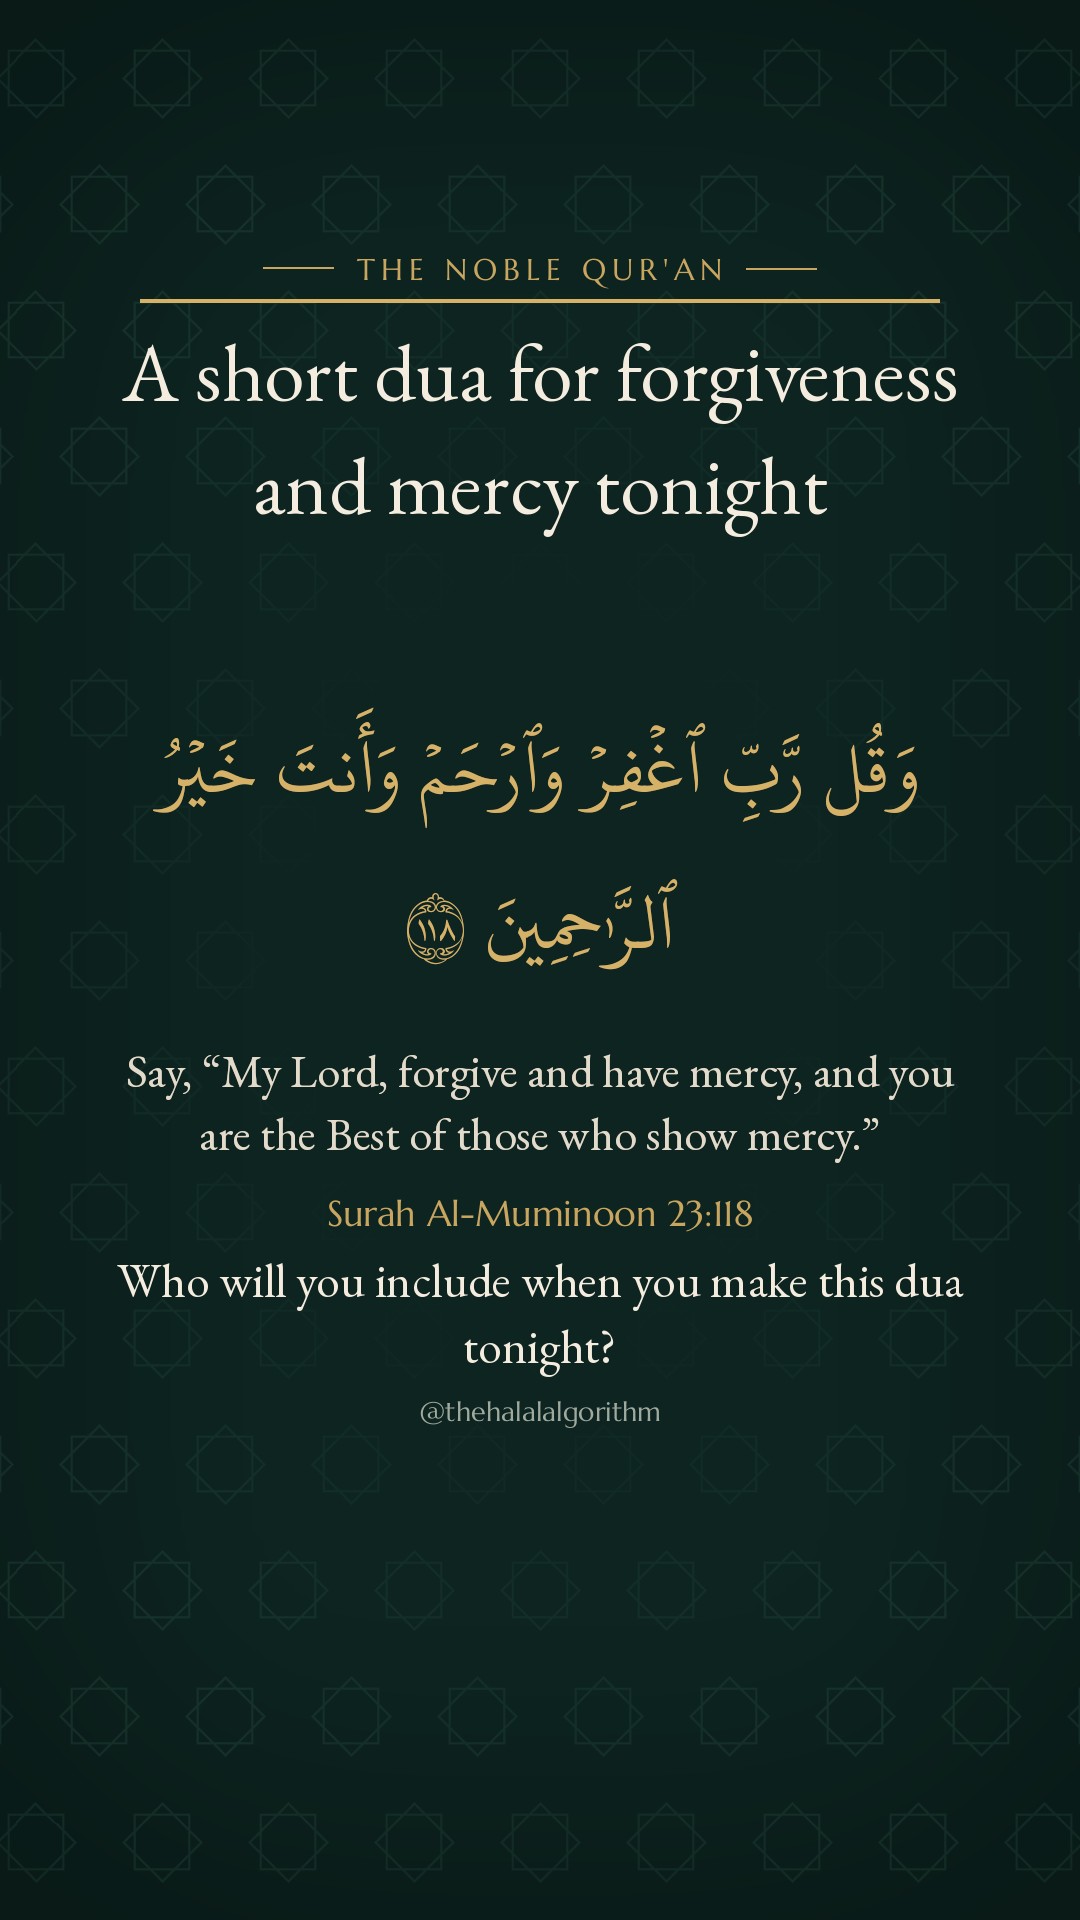 THE NOBLE QUR'AN
A short dua for forgiveness
and mercy tonight
وَقُل رَّبِّ ٱغْفِرْ وَٱرْحَمْ وَأَنتَ خَيْرُ
ٱلرَّٰحِمِينَ ١١٨
Say, “My Lord, forgive and have mercy, and you
are the Best of those who show mercy.”
Surah Al-Muminoon 23:118
Who will you include when you make this dua
tonight?
@thehalalalgorithm